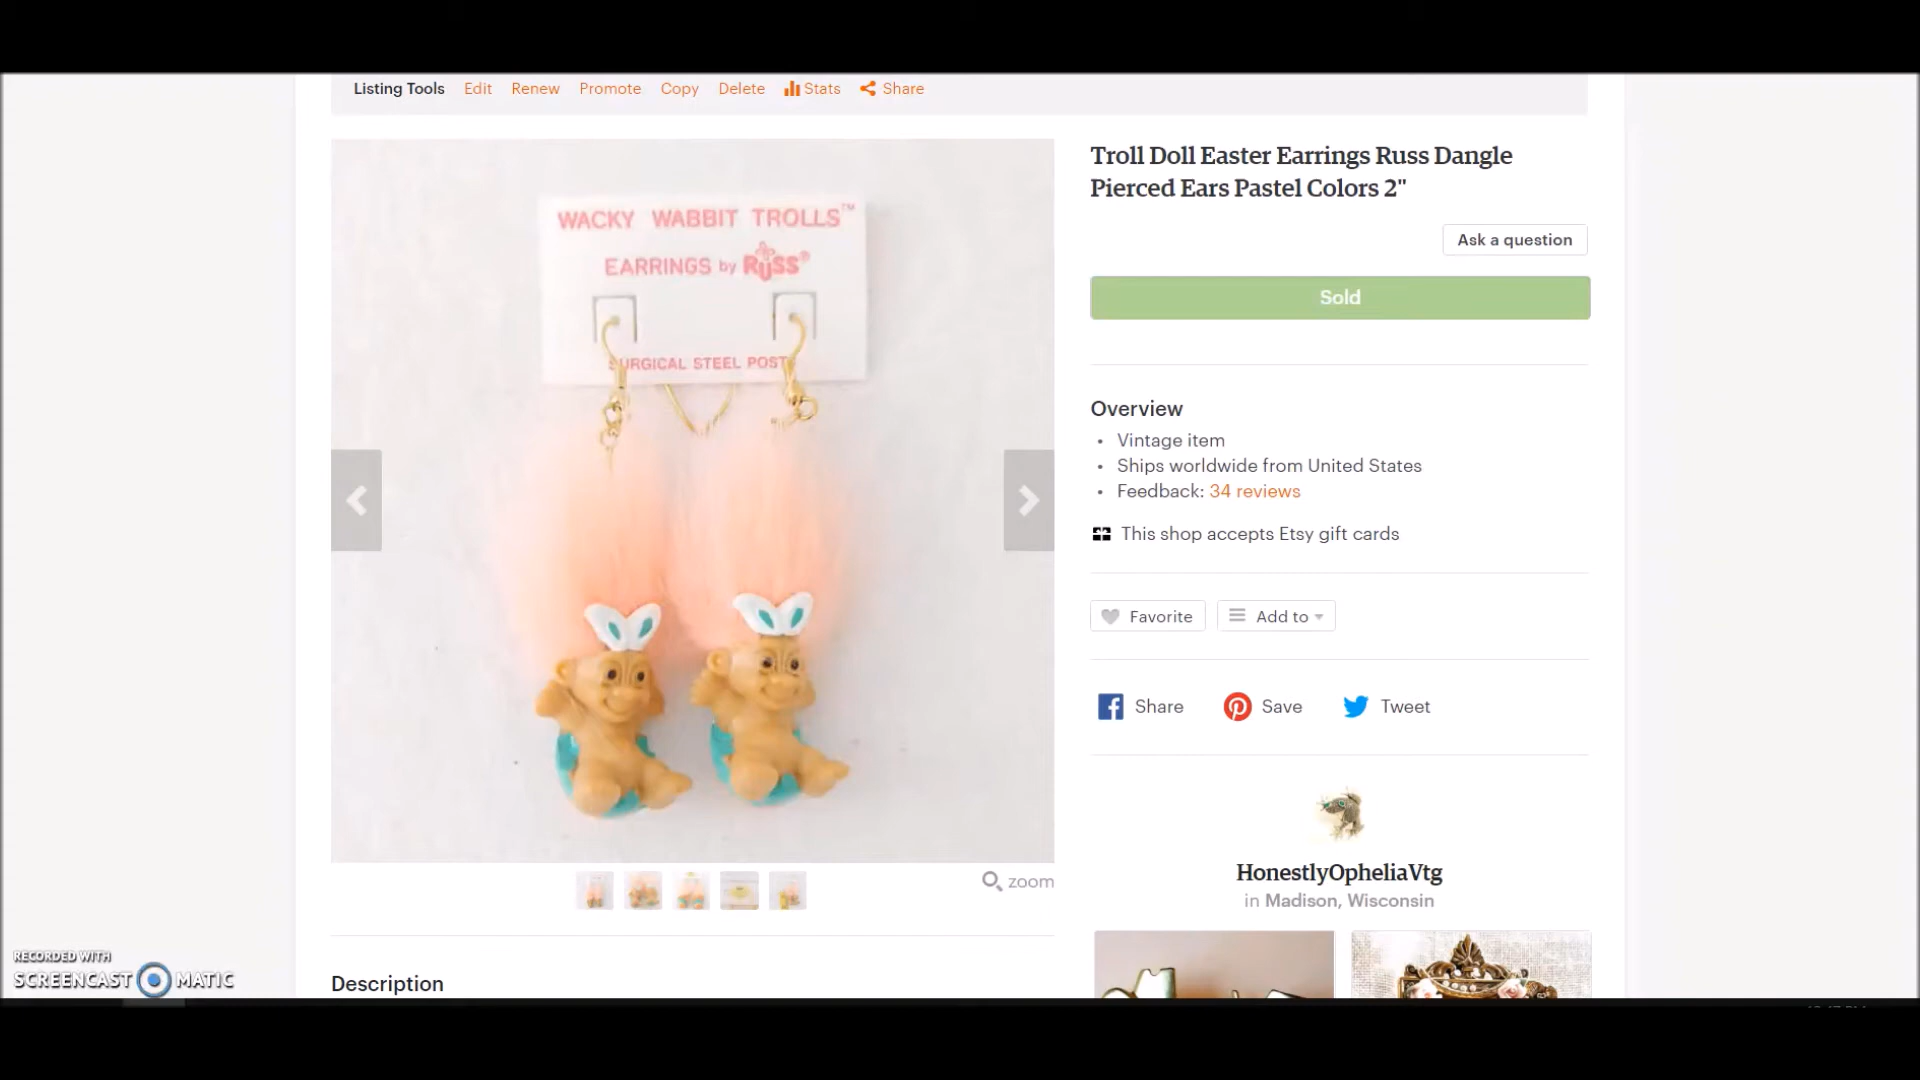 Listing Tools Edit Renew Promote Copy Delete Stats Share
WACKY WABBIT TROLLS™
EARRINGS by RUSS®
SURGICAL STEEL POST
zoom
Description
Troll Doll Easter Earrings Russ Dangle
Pierced Ears Pastel Colors 2"
Ask a question
Sold
Overview
• Vintage item
• Ships worldwide from United States
• Feedback: 34 reviews
This shop accepts Etsy gift cards
Favorite Add to
Share Save Tweet
HonestlyOpheliaVtg
in Madison, Wisconsin
RECORDED WITH
SCREENCAST MATIC